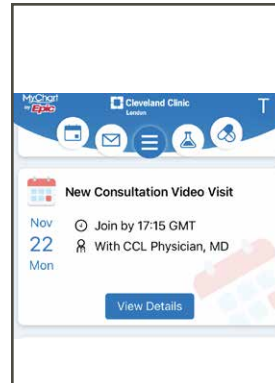 MyChart
by Epic
Cleveland Clinic
London
T
New Consultation Video Visit
Nov
22
Mon
Join by 17:15 GMT
With CCL Physician, MD
View Details